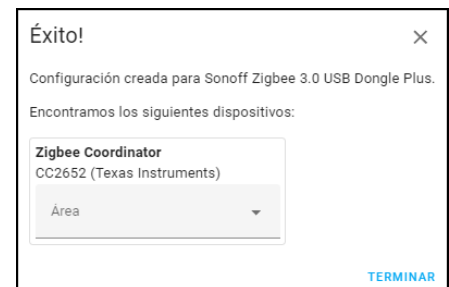 Éxito!
Configuración creada para Sonoff Zigbee 3.0 USB Dongle Plus.
Encontramos los siguientes dispositivos:
Zigbee Coordinator
CC2652 (Texas Instruments)
Área
TERMINAR